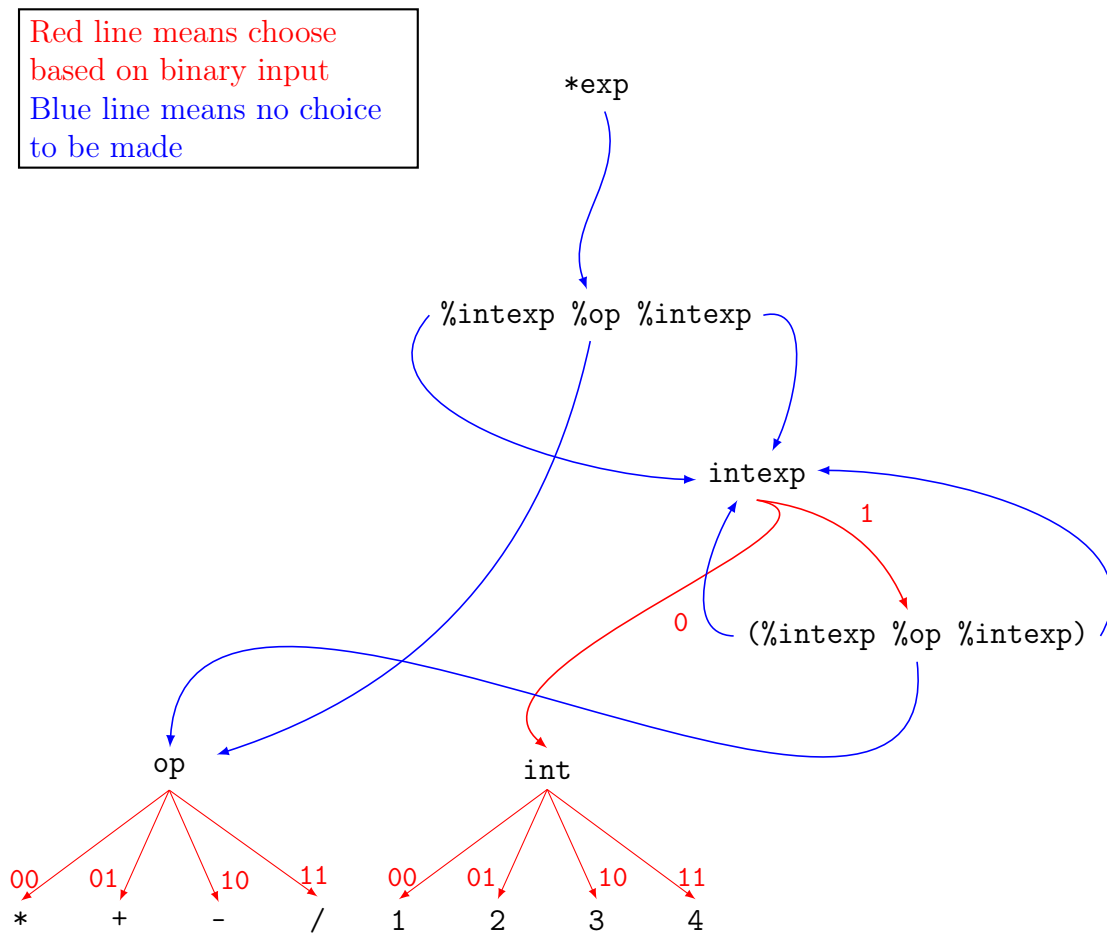 Red line means choose
based on binary input
Blue line means no choice
to be made
*exp
%intexp %op %intexp
intexp
1
0
(%intexp %op %intexp)
op
int
00 01 10 11
00 01 10 11
* + - /
1 2 3 4